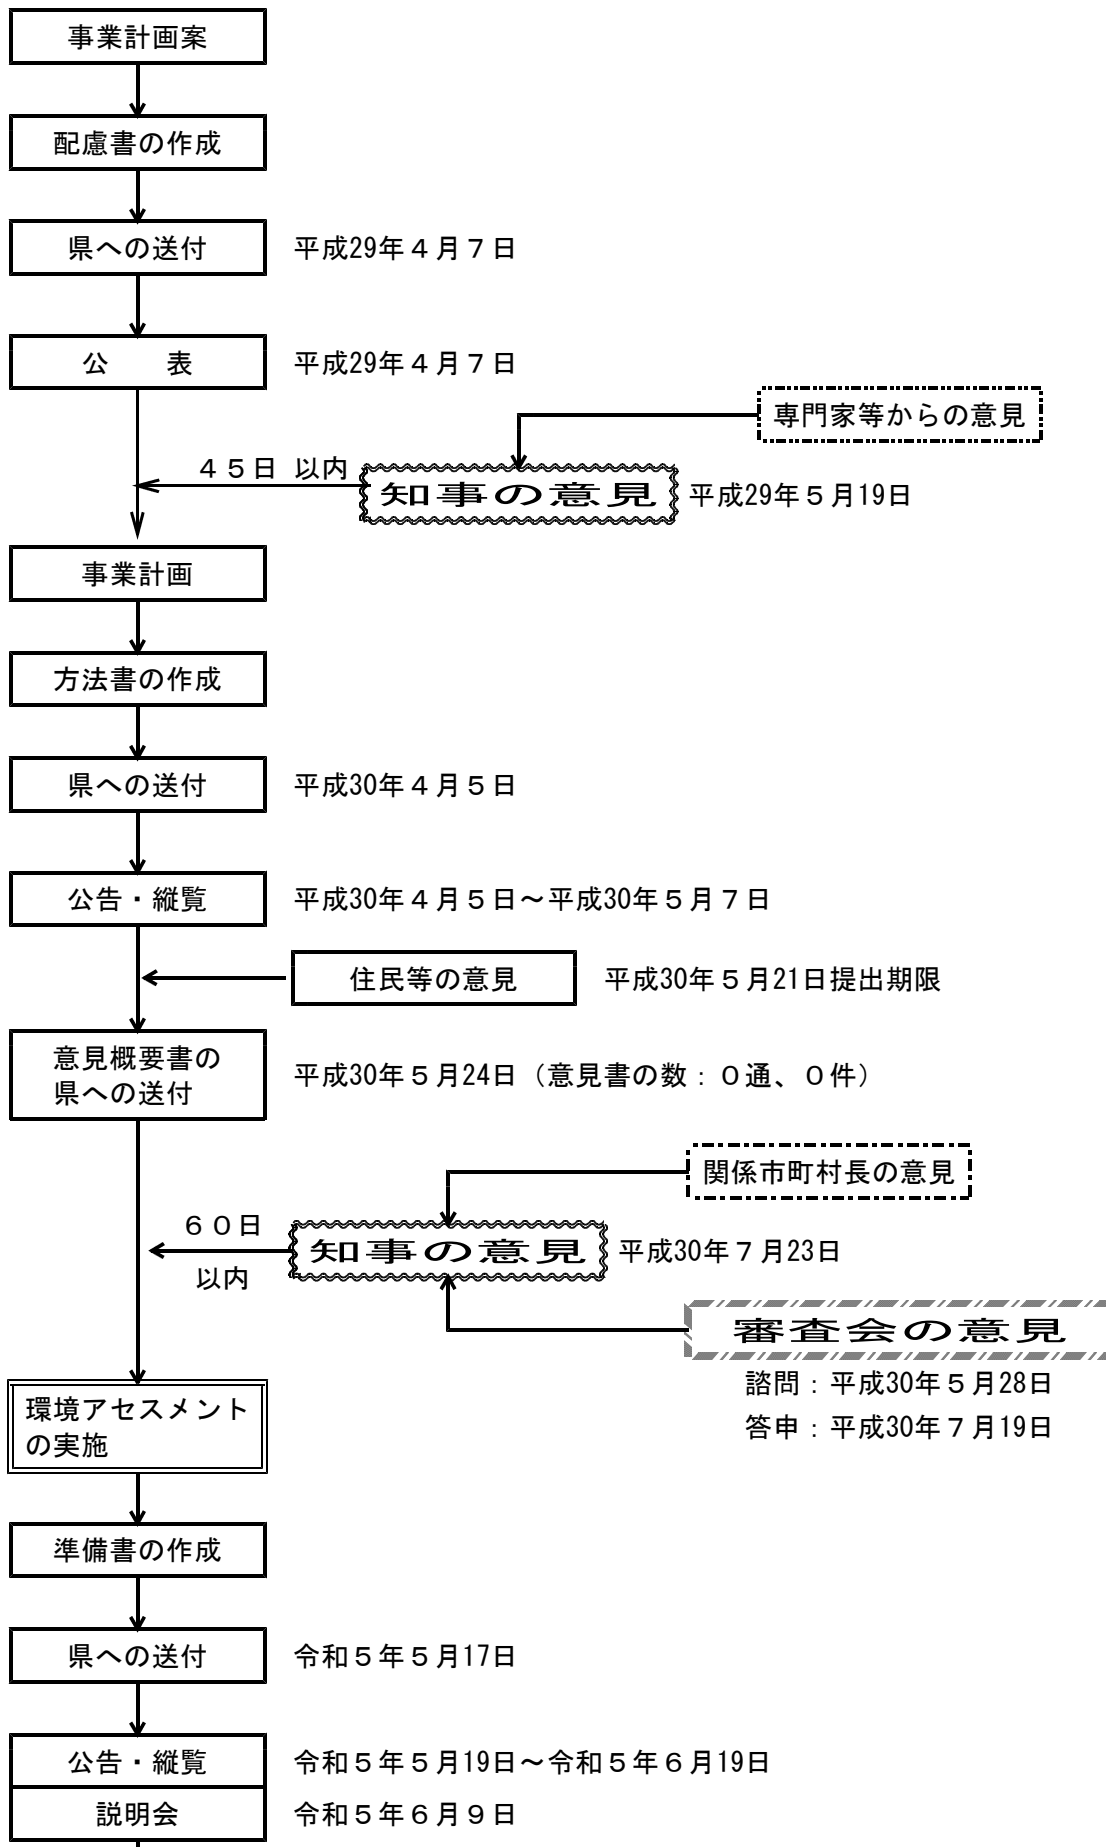 事業計画案
配慮書の作成
県への送付　平成29年４月７日
公　　表　平成29年４月７日
専門家等からの意見
４５日 以内　知事の意見　平成29年５月19日
事業計画
方法書の作成
県への送付　平成30年４月５日
公告・縦覧　平成30年４月５日～平成30年５月７日
住民等の意見　平成30年５月21日提出期限
意見概要書の
県への送付　平成30年５月24日（意見書の数：０通、０件）
関係市町村長の意見
６０日
以内　知事の意見　平成30年７月23日
審査会の意見
諮問：平成30年５月28日
答申：平成30年７月19日
環境アセスメント
の実施
準備書の作成
県への送付　令和５年５月17日
公告・縦覧　令和５年５月19日～令和５年６月19日
説明会　令和５年６月９日